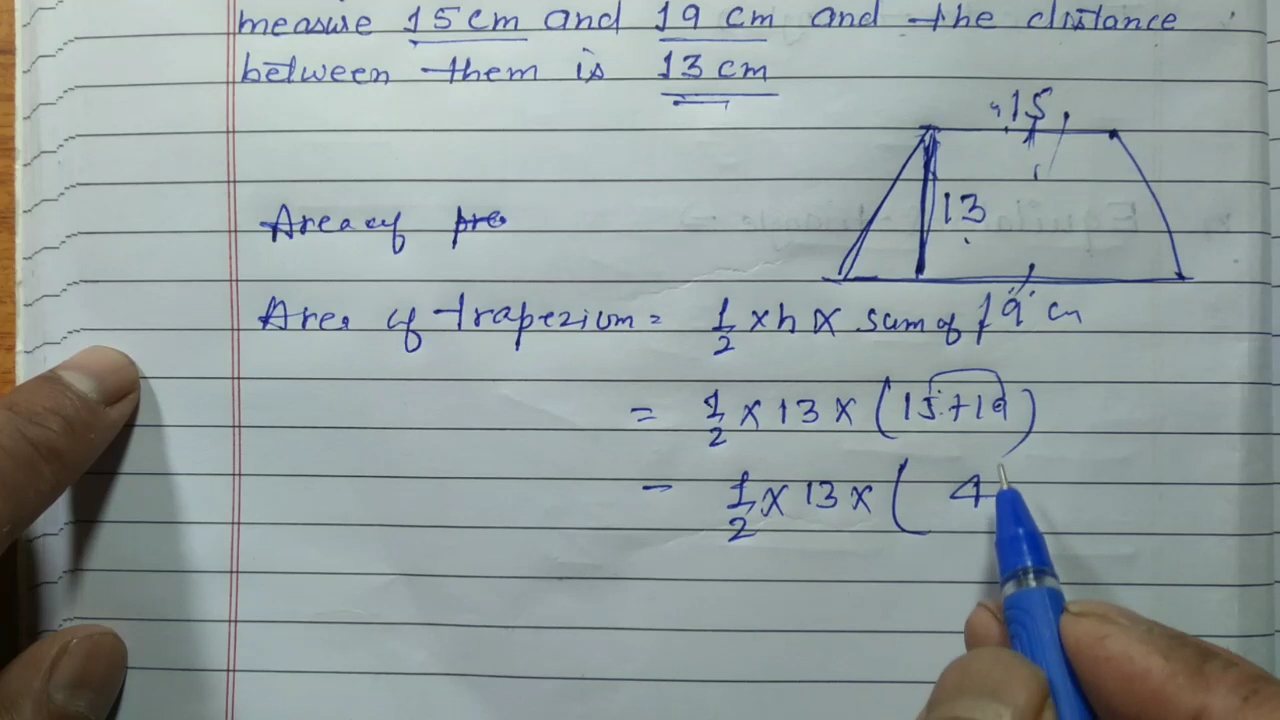 measure 15 cm and 19 cm and the distance
between them is 13 cm
15
13
Area of
Area of trapezium = 1/2 x h x sum of
19 cm
= 1/2 x 13 x (15+19)
- 1/2 x 13 x ( 4